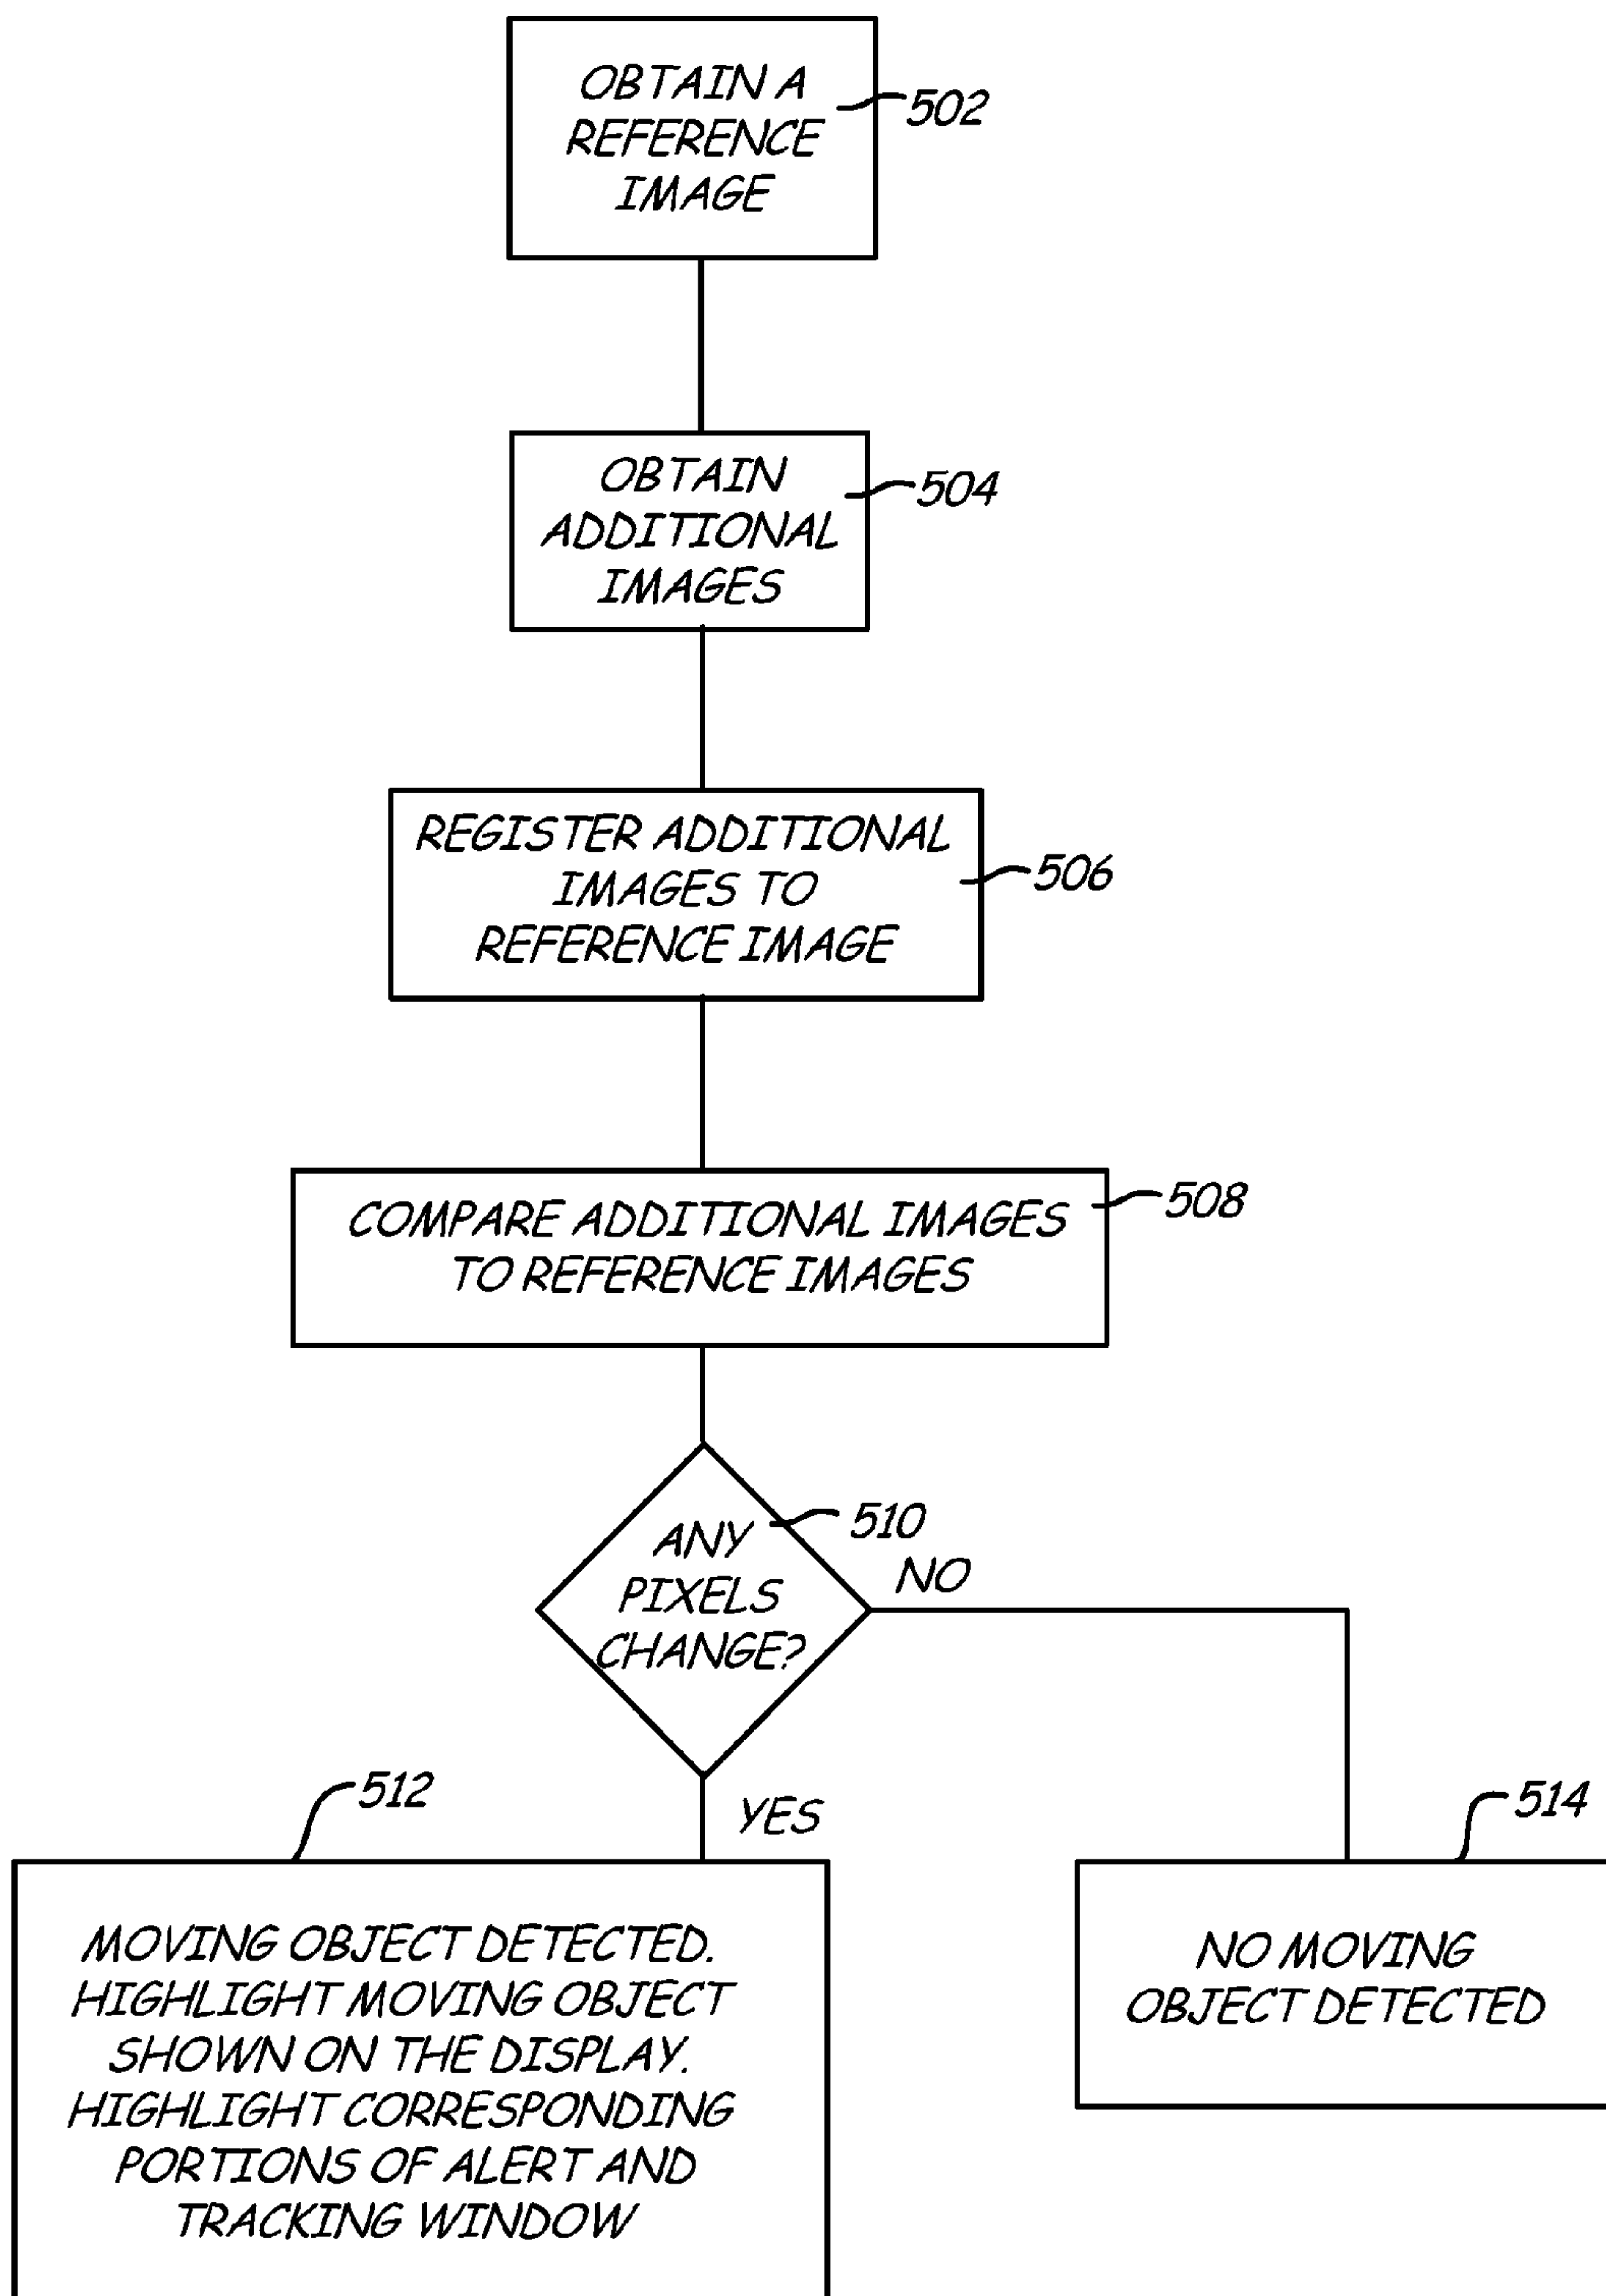 OBTAIN A
REFERENCE
IMAGE
502
OBTAIN
ADDITIONAL
IMAGES
504
REGISTER ADDITIONAL
IMAGES TO
REFERENCE IMAGE
506
COMPARE ADDITIONAL IMAGES
TO REFERENCE IMAGES
508
ANY
PIXELS
CHANGE?
510
NO
YES
512
MOVING OBJECT DETECTED.
HIGHLIGHT MOVING OBJECT
SHOWN ON THE DISPLAY.
HIGHLIGHT CORRESPONDING
PORTIONS OF ALERT AND
TRACKING WINDOW
514
NO MOVING
OBJECT DETECTED